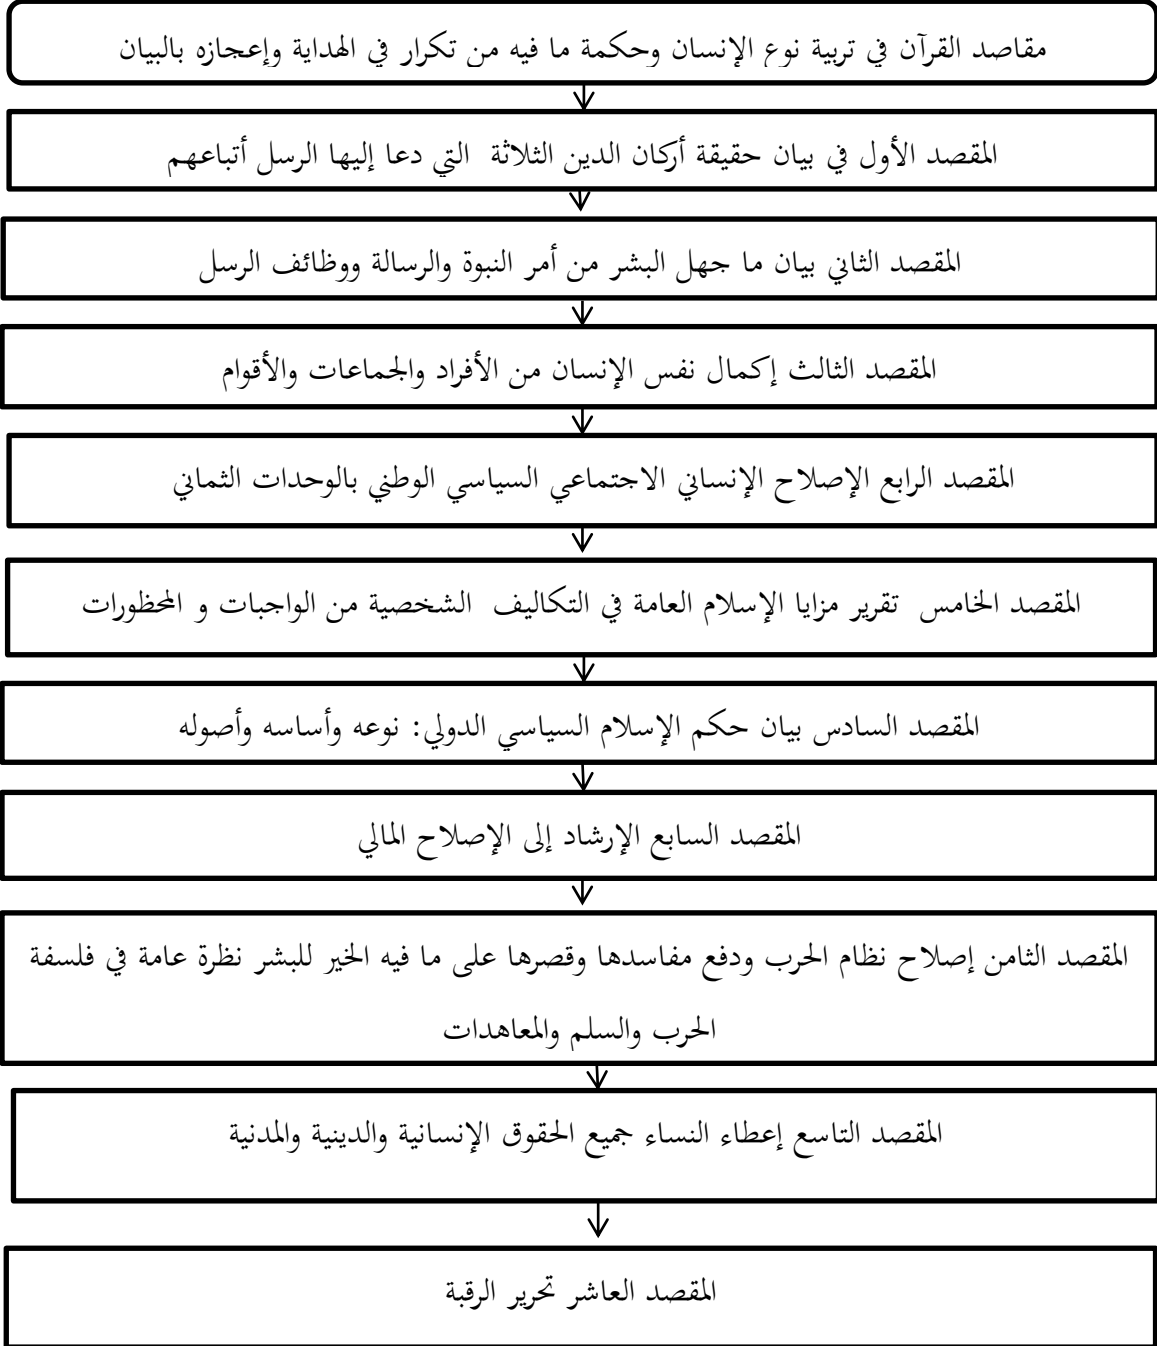 مقاصد القرآن في تربية نوع الإنسان وحكمة ما فيه من تكرار في الهداية وإعجازه بالبيان
المقصد الأول في بيان حقيقة أركان الدين الثلاثة التي دعا إليها الرسل أتباعهم
المقصد الثاني بيان ما جهل البشر من أمر النبوة والرسالة ووظائف الرسل
المقصد الثالث إكمال نفس الإنسان من الأفراد والجماعات والأقوام
المقصد الرابع الإصلاح الإنساني الاجتماعي السياسي الوطني بالوحدات الثماني
المقصد الخامس تقرير مزايا الإسلام العامة في التكاليف الشخصية من الواجبات و المحظورات
المقصد السادس بيان حكم الإسلام السياسي الدولي: نوعه وأساسه وأصوله
المقصد السابع الإرشاد إلى الإصلاح المالي
المقصد الثامن إصلاح نظام الحرب ودفع مفاسدها وقصرها على ما فيه الخير للبشر نظرة عامة في فلسفة
الحرب والسلم والمعاهدات
المقصد التاسع إعطاء النساء جميع الحقوق الإنسانية والدينية والمدنية
المقصد العاشر تحرير الرقبة